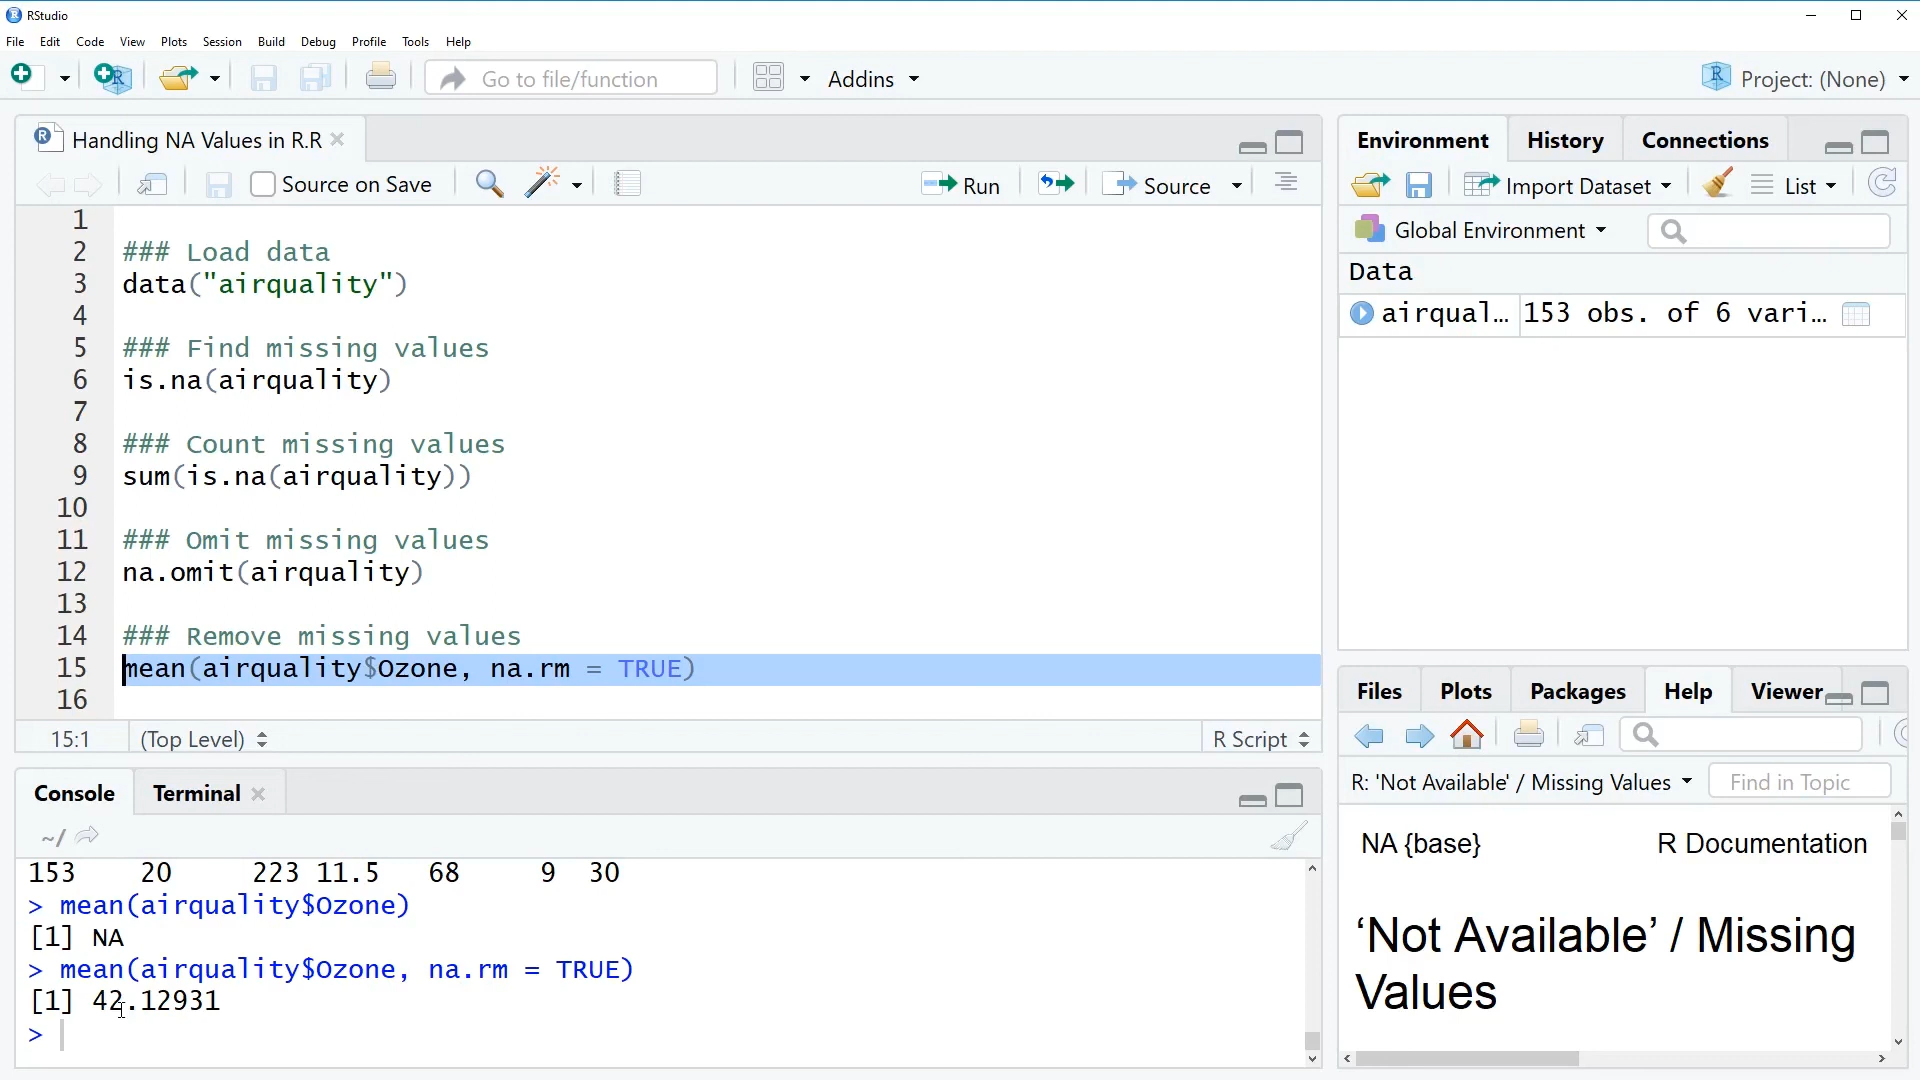 RStudio
File Edit Code View Plots Session Build Debug Profile Tools Help
Go to file/function Addins Project: (None)
Handling NA Values in R.R
Source on Save Run Source
1
2 ### Load data
3 data("airquality")
4
5 ### Find missing values
6 is.na(airquality)
7
8 ### Count missing values
9 sum(is.na(airquality))
10
11 ### Omit missing values
12 na.omit(airquality)
13
14 ### Remove missing values
15 mean(airquality$Ozone, na.rm = TRUE)
16
15:1 (Top Level) R Script
Console Terminal
~/
153 20 223 11.5 68 9 30
> mean(airquality$Ozone)
[1] NA
> mean(airquality$Ozone, na.rm = TRUE)
[1] 42.12931
>
Environment History Connections
Import Dataset List
Global Environment
Data
airqual… 153 obs. of 6 vari…
Files Plots Packages Help Viewer
R: 'Not Available' / Missing Values Find in Topic
NA {base} R Documentation
‘Not Available’ / Missing
Values